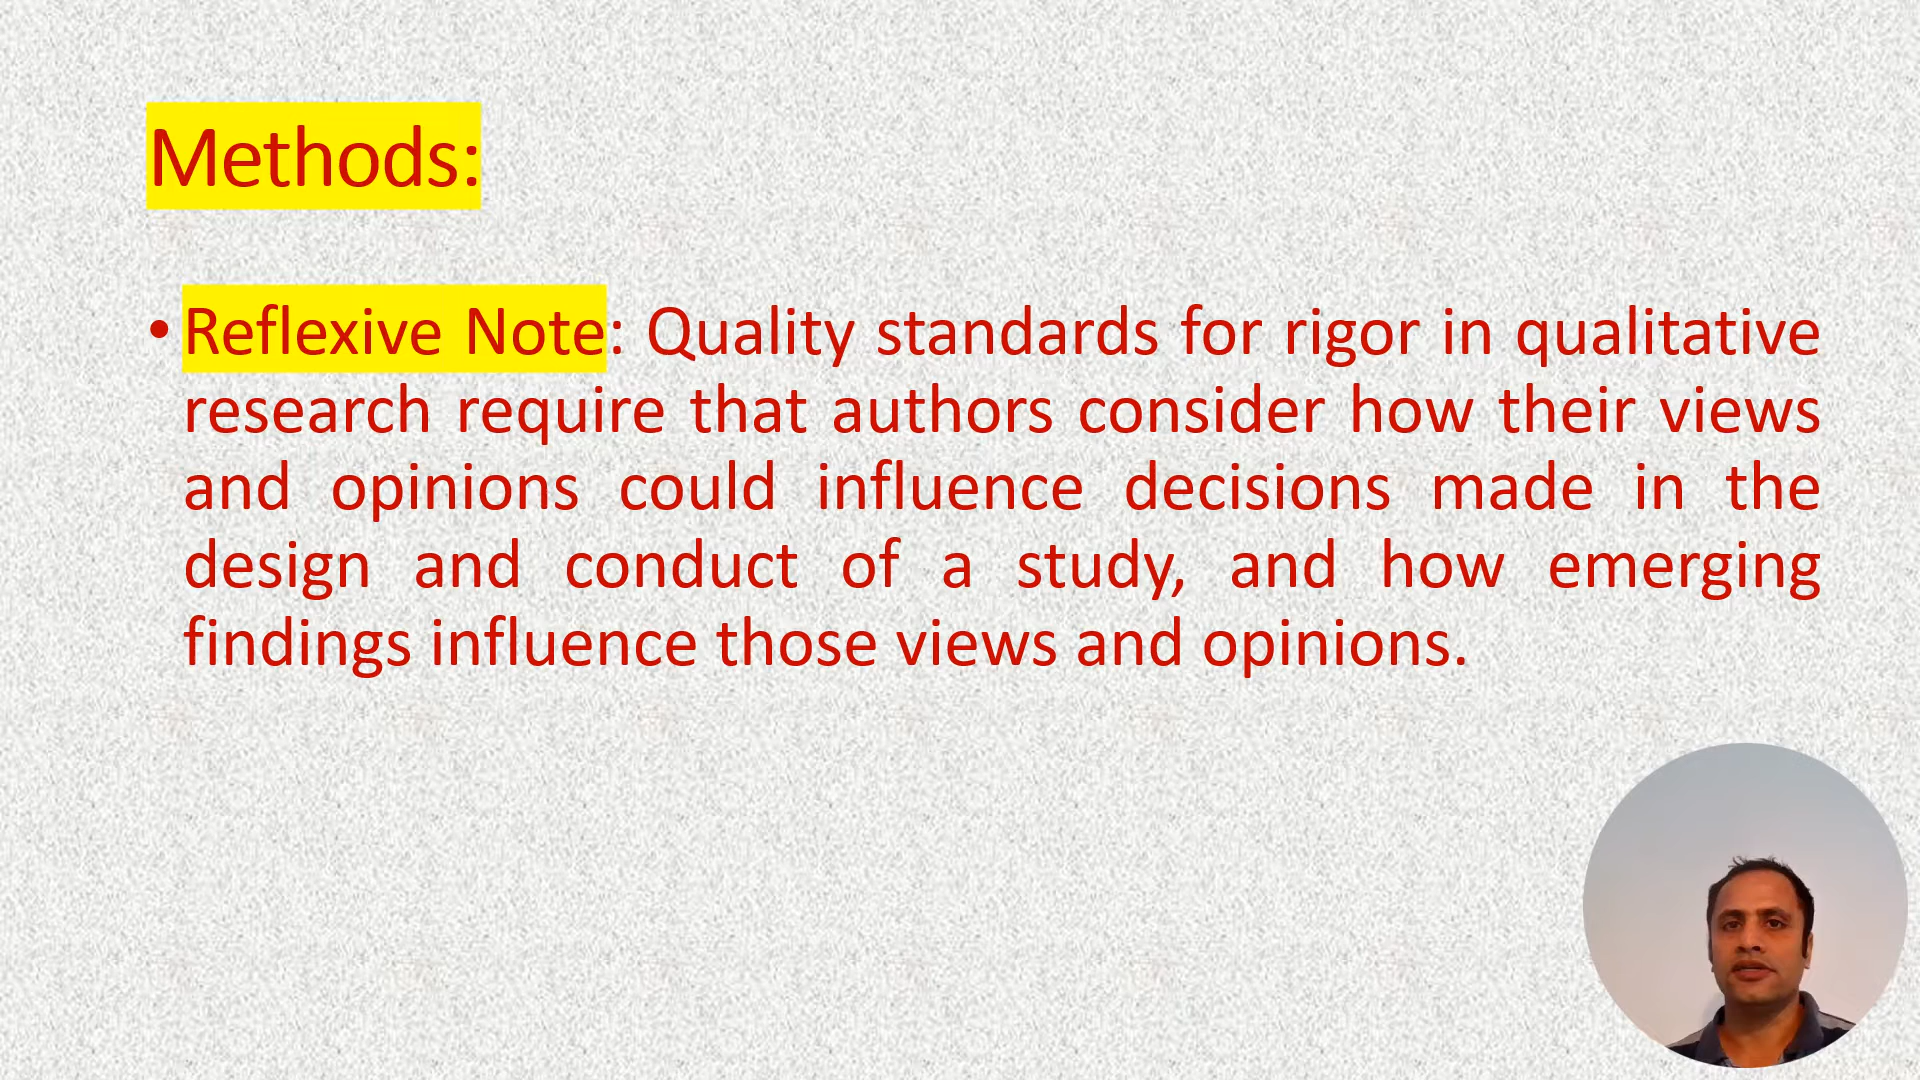 Methods:
• Reflexive Note: Quality standards for rigor in qualitative
research require that authors consider how their views
and opinions could influence decisions made in the
design and conduct of a study, and how emerging
findings influence those views and opinions.